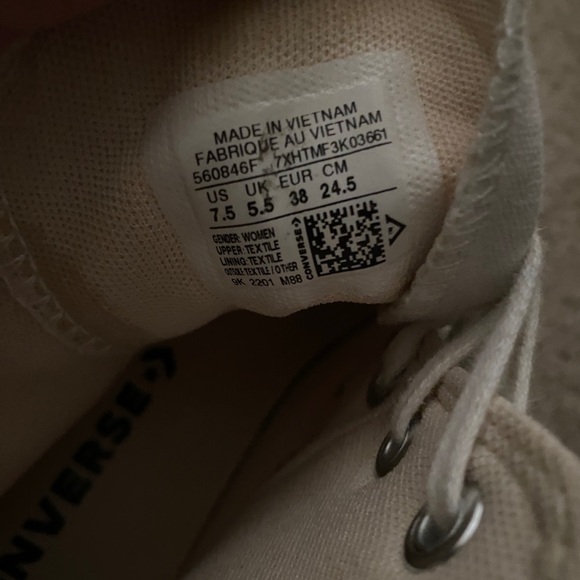 MADE IN VIETNAM
FABRIQUE AU VIETNAM
560846F 7XHTMF3K03661
US UK EUR CM
7.5 5.5 38 24.5
GENDER: WOMEN
UPPER: TEXTILE
LINING: TEXTILE
OUTSOLE: TEXTILE / OTHER
9K 2201 M88
CONVERSE
NVERSE